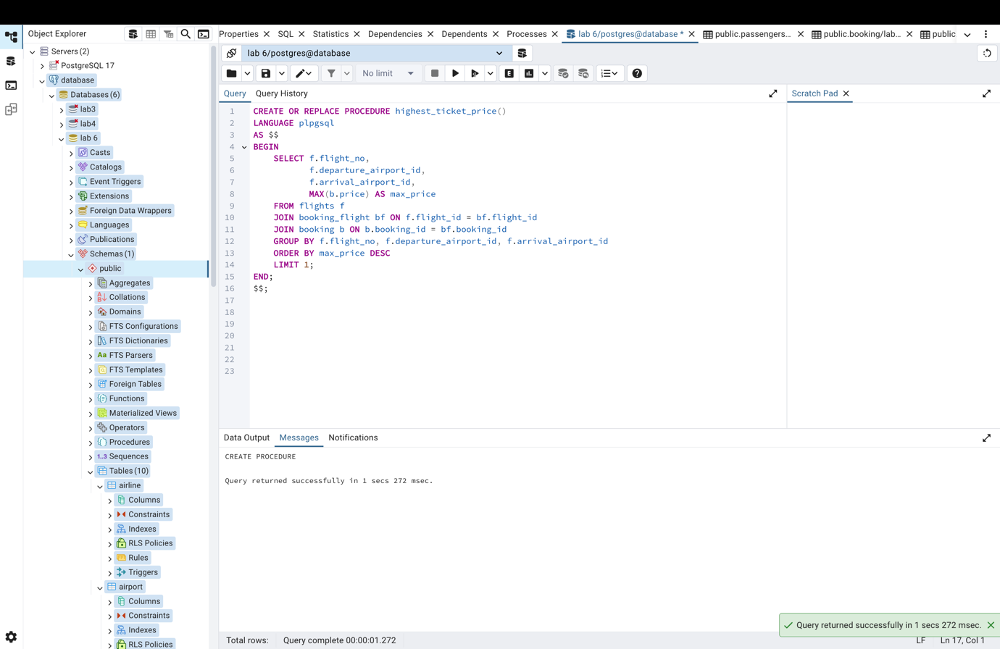 Object Explorer
Servers (2)
PostgreSQL 17
database
Databases (6)
lab3
lab4
lab 6
Casts
Catalogs
Event Triggers
Extensions
Foreign Data Wrappers
Languages
Publications
Schemas (1)
public
Aggregates
Collations
Domains
FTS Configurations
FTS Dictionaries
Aa FTS Parsers
FTS Templates
Foreign Tables
Functions
Materialized Views
Operators
Procedures
1..3 Sequences
Tables (10)
airline
Columns
Constraints
Indexes
RLS Policies
Rules
Triggers
airport
Columns
Constraints
Indexes
RLS Policies
Properties SQL Statistics Dependencies Dependents Processes lab 6/postgres@database * public.passengers... public.booking/lab... public
lab 6/postgres@database
No limit E
Query Query History
Scratch Pad
1 CREATE OR REPLACE PROCEDURE highest_ticket_price()
2 LANGUAGE plpgsql
3 AS $$
4 BEGIN
5 SELECT f.flight_no,
6 f.departure_airport_id,
7 f.arrival_airport_id,
8 MAX(b.price) AS max_price
9 FROM flights f
10 JOIN booking_flight bf ON f.flight_id = bf.flight_id
11 JOIN booking b ON b.booking_id = bf.booking_id
12 GROUP BY f.flight_no, f.departure_airport_id, f.arrival_airport_id
13 ORDER BY max_price DESC
14 LIMIT 1;
15 END;
16 $$;
17
18
19
20
21
22
23
Data Output Messages Notifications
CREATE PROCEDURE
Query returned successfully in 1 secs 272 msec.
Query returned successfully in 1 secs 272 msec.
Total rows: Query complete 00:00:01.272 LF Ln 17, Col 1